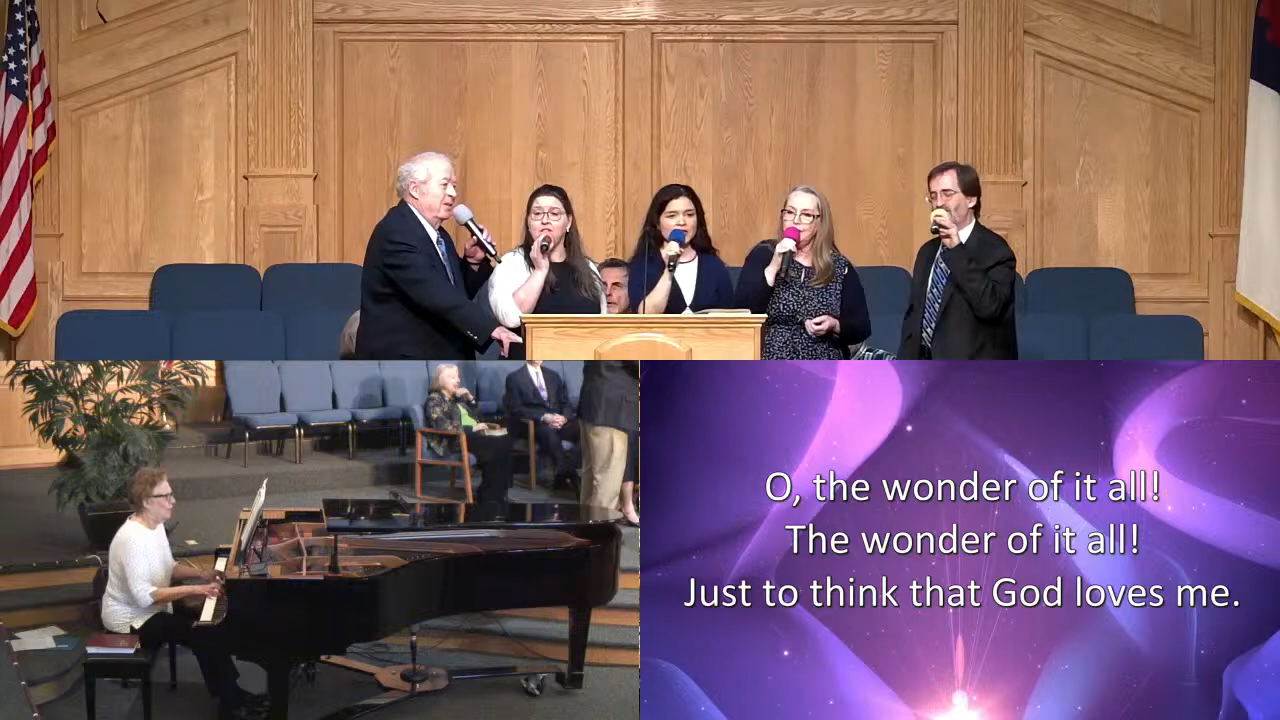 O, the wonder of it all!
The wonder of it all!
Just to think that God loves me.